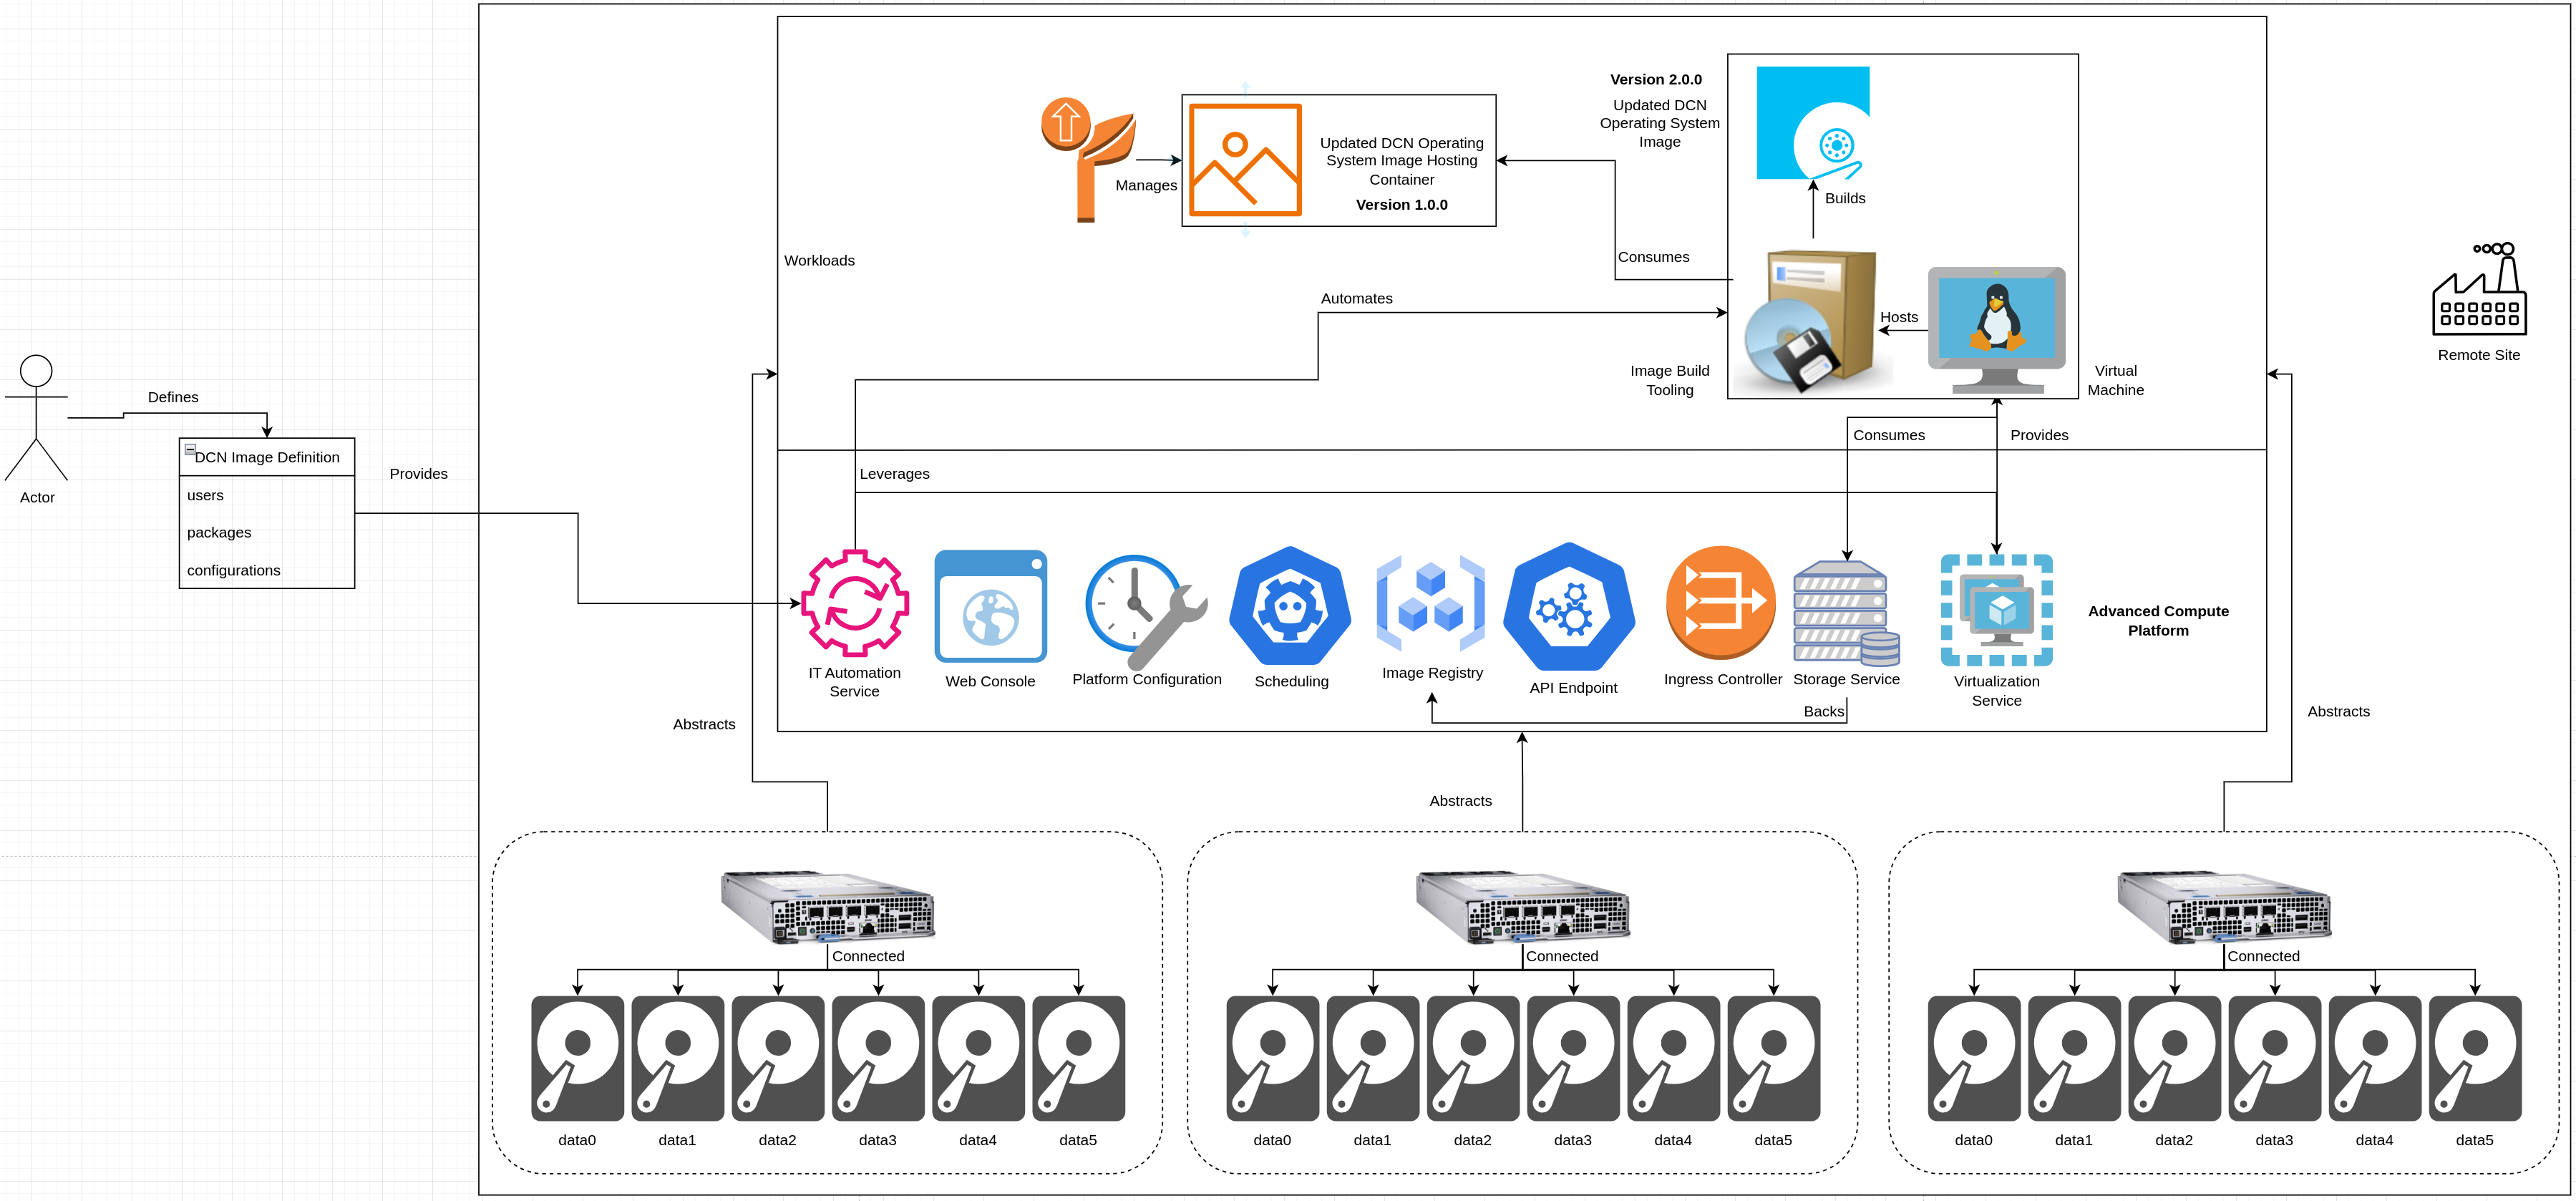 Version 2.0.0
Updated DCN
Operating System
Image
Updated DCN Operating
System Image Hosting
Container
Version 1.0.0
Manages
Builds
Workloads
Consumes
Automates
Hosts
Remote Site
Image Build
Tooling
Virtual
Machine
Defines
Actor
DCN Image Definition
users
packages
configurations
Provides
Leverages
Consumes
Provides
IT Automation
Service
Web Console
Platform Configuration
Scheduling
Image Registry
API Endpoint
Ingress Controller
Storage Service
Virtualization
Service
Advanced Compute
Platform
Backs
Abstracts
Abstracts
Abstracts
Connected
data0
data1
data2
data3
data4
data5
Connected
data0
data1
data2
data3
data4
data5
Connected
data0
data1
data2
data3
data4
data5